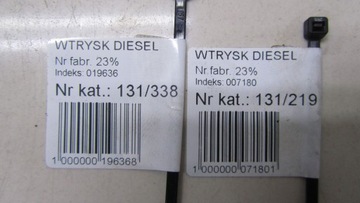 WTRYSK DIESEL
Nr fabr. 23%
Indeks: 019636
Nr kat.: 131/338
1 000000 196368
WTRYSK DIESEL
Nr fabr. 23%
Indeks: 007180
Nr kat.: 131/219
1 000000 071801